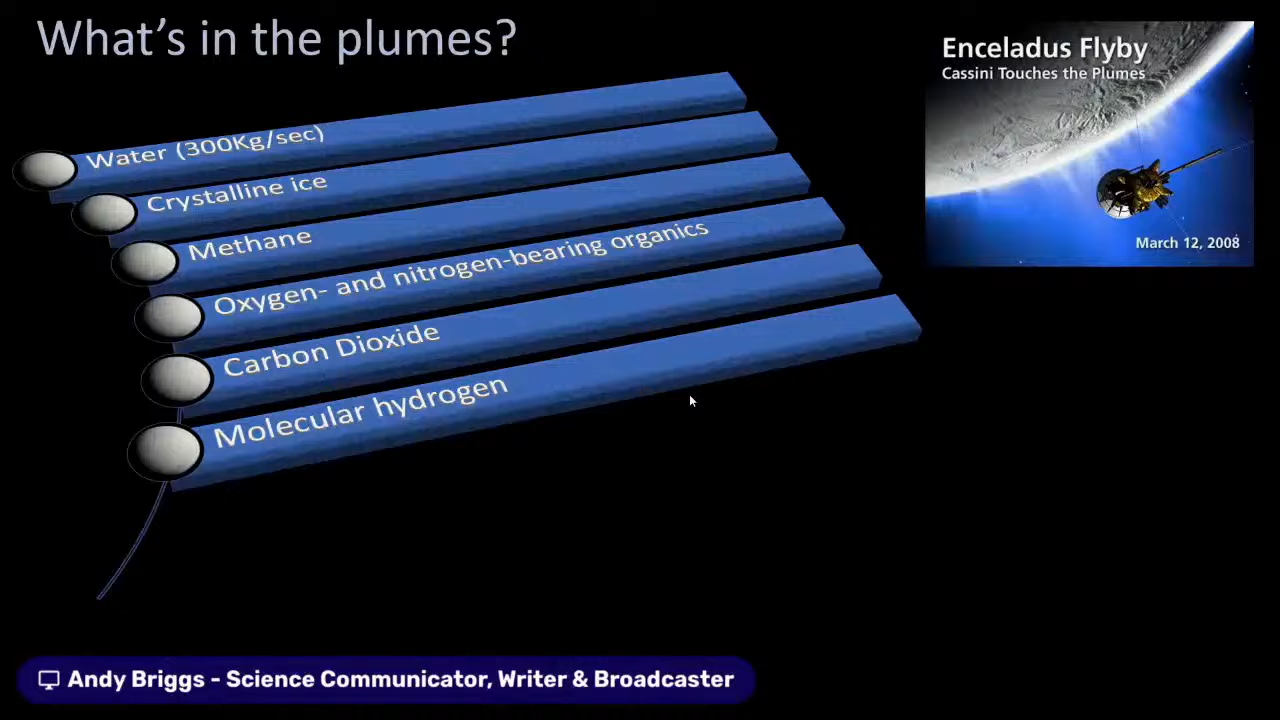 What's in the plumes?
Water (300Kg/sec)
Crystalline ice
Methane
Oxygen- and nitrogen-bearing organics
Carbon Dioxide
Molecular hydrogen
Enceladus Flyby
Cassini Touches the Plumes
March 12, 2008
Andy Briggs - Science Communicator, Writer & Broadcaster